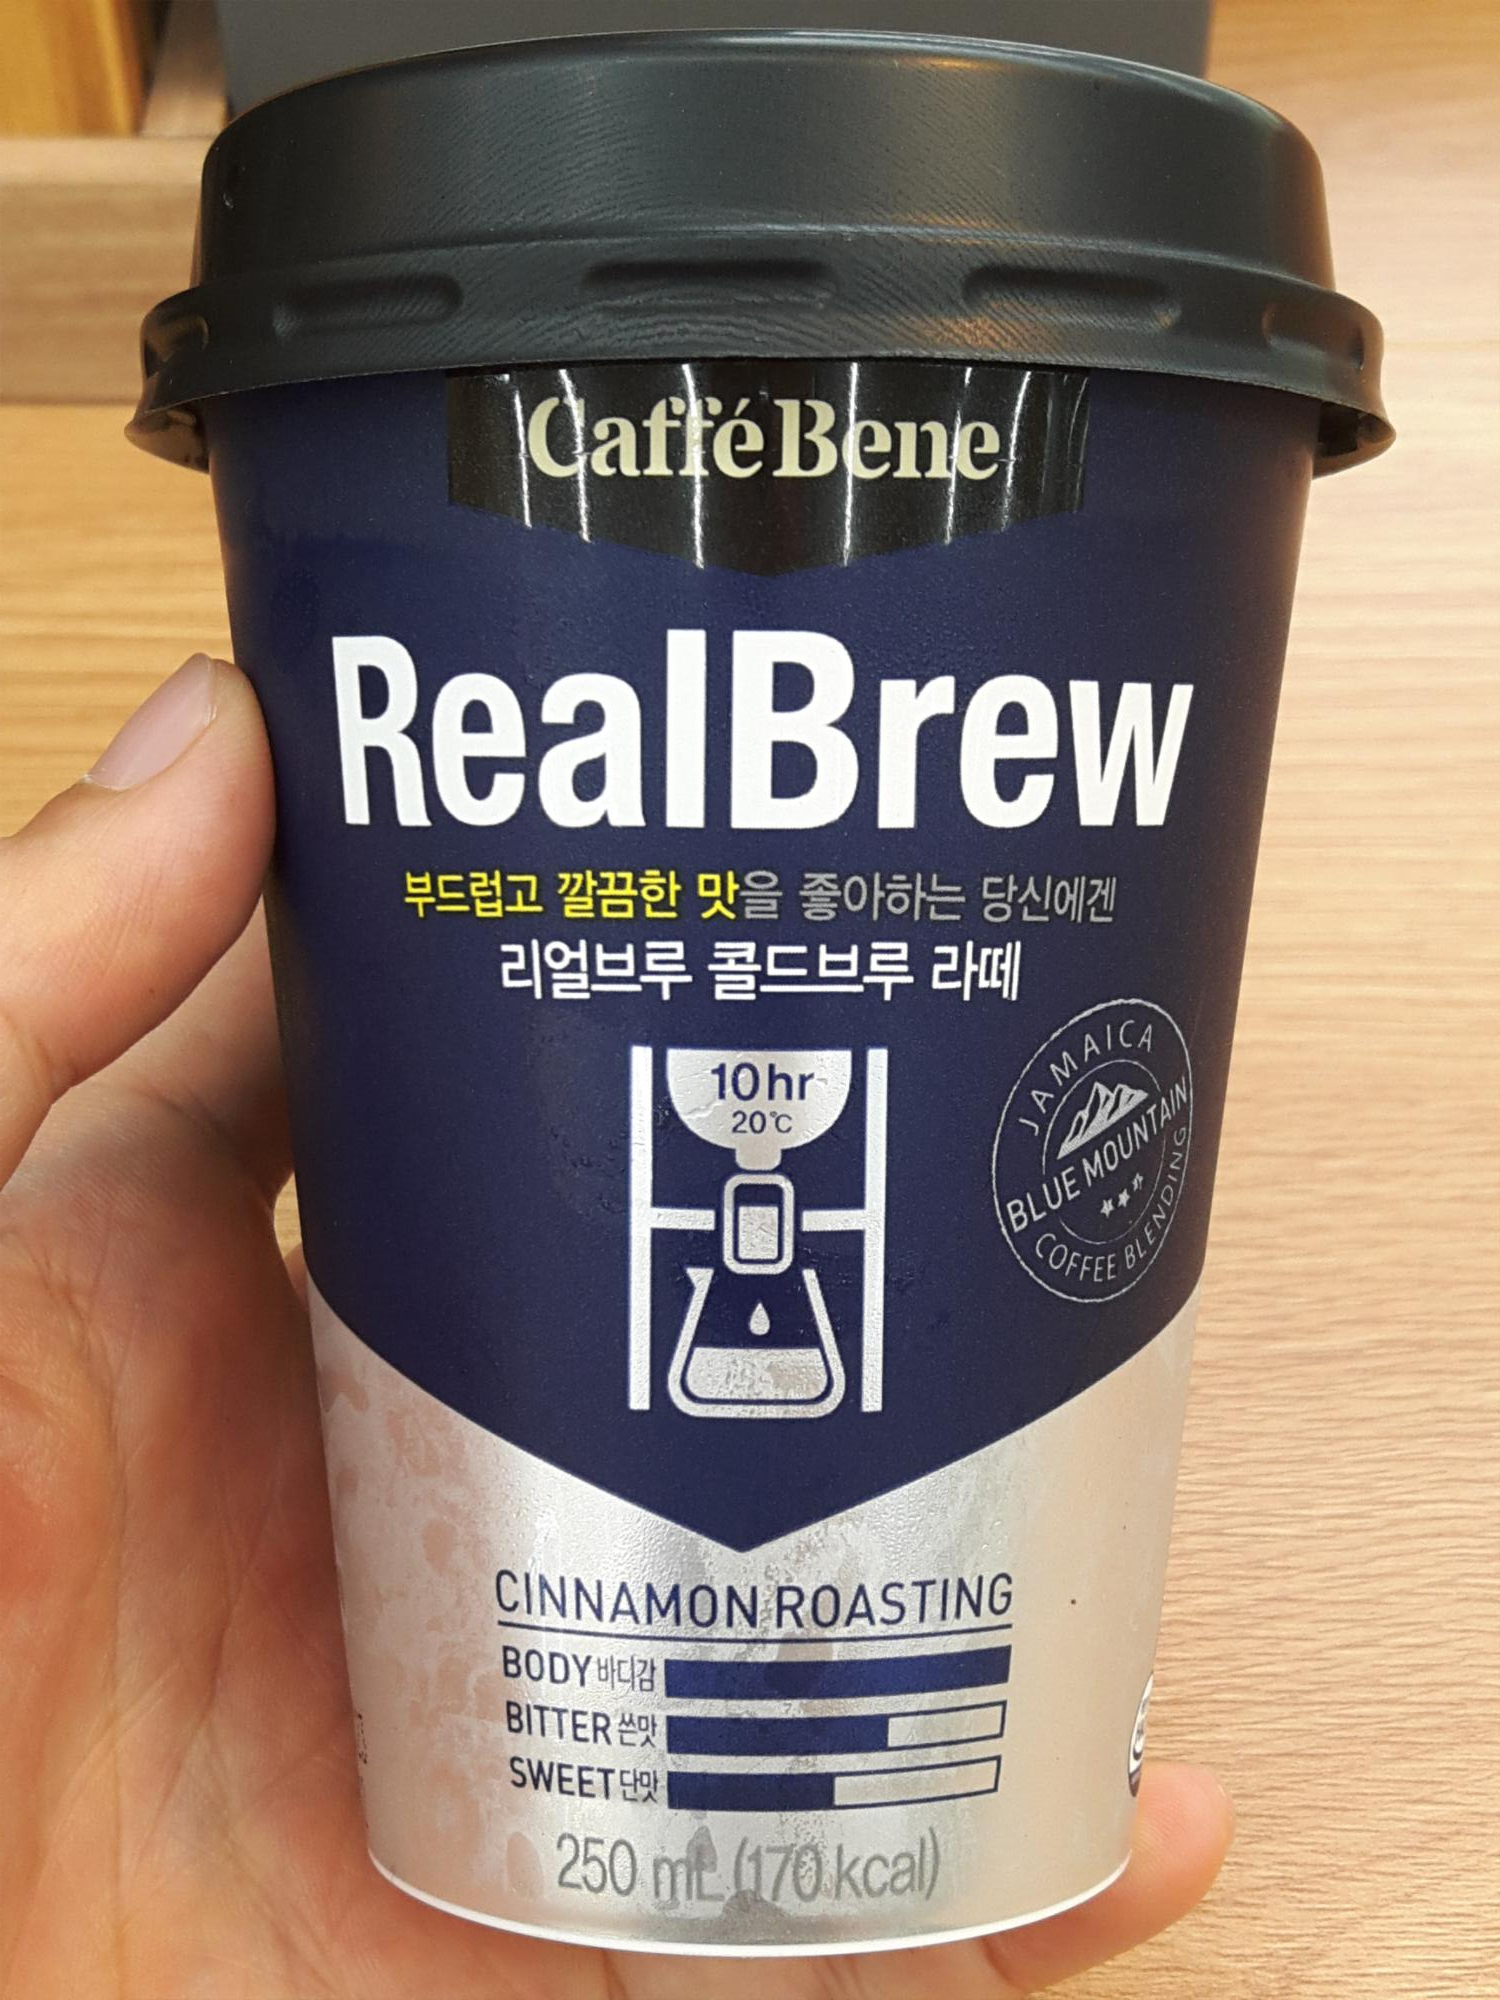 Caffé Bene
RealBrew
부드럽고 깔끔한 맛을 좋아하는 당신에겐
리얼브루 콜드브루 라떼
10hr
20℃
JAMAICA
BLUE MOUNTAIN
COFFEE BLENDING
CINNAMON ROASTING
BODY 바디감
BITTER 쓴맛
SWEET 단맛
250 mL (170 kcal)